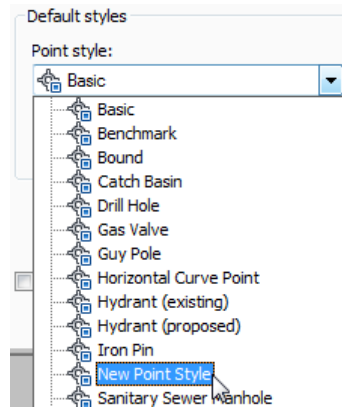 Default styles
Point style:
Basic
Basic
Benchmark
Bound
Catch Basin
Drill Hole
Gas Valve
Guy Pole
Horizontal Curve Point
Hydrant (existing)
Hydrant (proposed)
Iron Pin
New Point Style
Sanitary Sewer Manhole